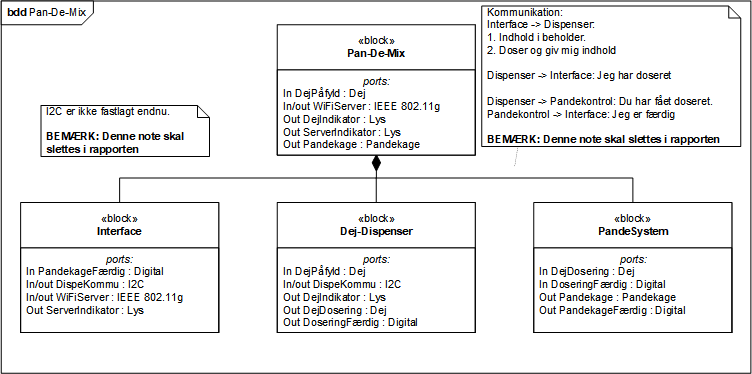 bdd Pan-De-Mix
«block»
Pan-De-Mix
ports:
In DejPåfyld : Dej
In/out WiFiServer : IEEE 802.11g
Out DejIndikator : Lys
Out ServerIndikator : Lys
Out Pandekage : Pandekage
Kommunikation:
Interface -> Dispenser:
1. Indhold i beholder.
2. Doser og giv mig indhold
Dispenser -> Interface: Jeg har doseret
Dispenser -> Pandekontrol: Du har fået doseret.
Pandekontrol -> Interface: Jeg er færdig
BEMÆRK: Denne note skal slettes i rapporten
I2C er ikke fastlagt endnu.
BEMÆRK: Denne note skal
slettes i rapporten
«block»
Interface
ports:
In PandekageFærdig : Digital
In/out DispeKommu : I2C
In/out WiFiServer : IEEE 802.11g
Out ServerIndikator : Lys
«block»
Dej-Dispenser
ports:
In DejPåfyld : Dej
In/out DispeKommu : I2C
Out DejIndikator : Lys
Out DejDosering : Dej
Out DoseringFærdig : Digital
«block»
PandeSystem
ports:
In DejDosering : Dej
In DoseringFærdig : Digital
Out Pandekage : Pandekage
Out PandekageFærdig : Digital